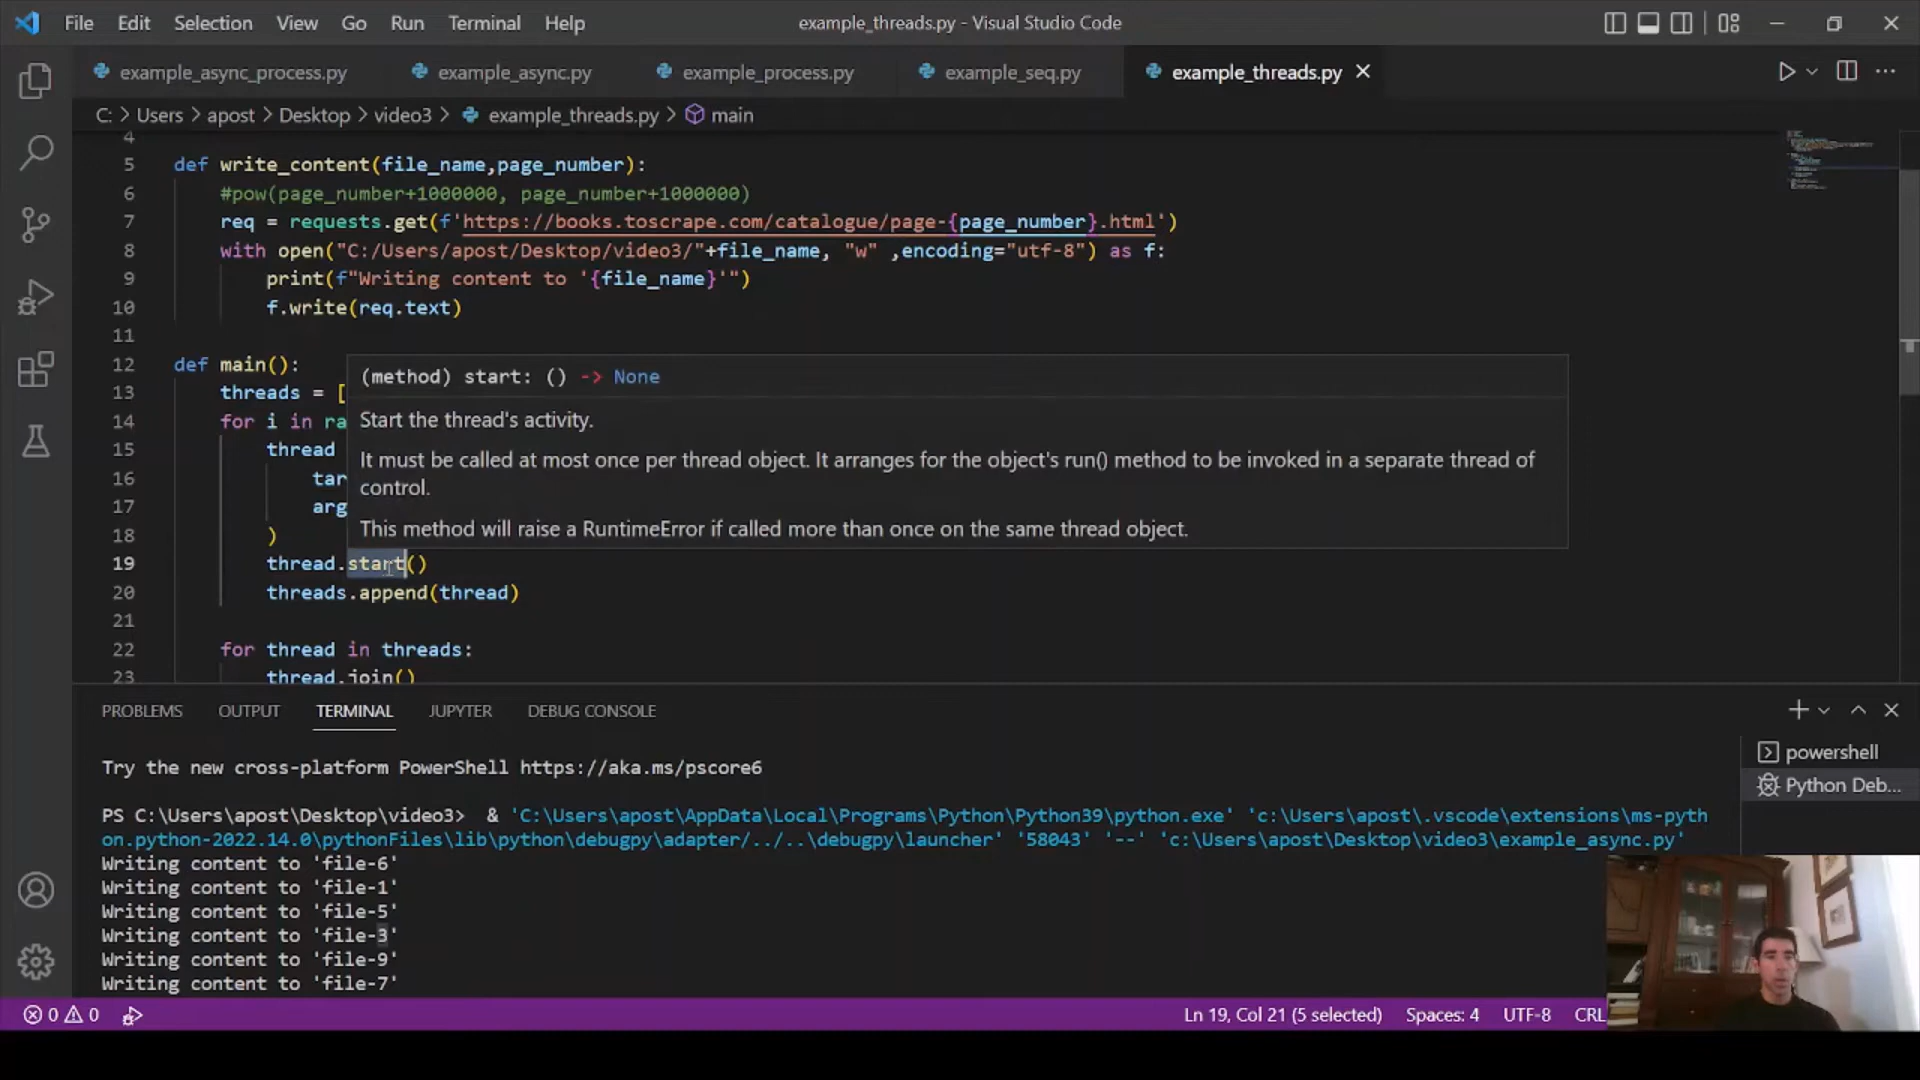 File Edit Selection View Go Run Terminal Help example_threads.py - Visual Studio Code
example_async_process.py example_async.py example_process.py example_seq.py example_threads.py
C: > Users > apost > Desktop > video3 > example_threads.py > main
4
5 def write_content(file_name,page_number):
6 #pow(page_number+1000000, page_number+1000000)
7 req = requests.get(f'https://books.toscrape.com/catalogue/page-{page_number}.html')
8 with open("C:/Users/apost/Desktop/video3/"+file_name, "w" ,encoding="utf-8") as f:
9 print(f"Writing content to '{file_name}'")
10 f.write(req.text)
11
12 def main():
(method) start: () -> None
13 threads = [
Start the thread's activity.
14 for i in ra
15 thread
It must be called at most once per thread object. It arranges for the object's run() method to be invoked in a separate thread of
16 tar
control.
17 arg
This method will raise a RuntimeError if called more than once on the same thread object.
18 )
19 thread.start()
20 threads.append(thread)
21
22 for thread in threads:
23 thread.join()
PROBLEMS OUTPUT TERMINAL JUPYTER DEBUG CONSOLE
powershell
Python Deb...
Try the new cross-platform PowerShell https://aka.ms/pscore6
PS C:\Users\apost\Desktop\video3> & 'C:\Users\apost\AppData\Local\Programs\Python\Python39\python.exe' 'c:\Users\apost\.vscode\extensions\ms-pyth
on.python-2022.14.0\pythonFiles\lib\python\debugpy\adapter/../..\debugpy\launcher' '58043' '--' 'c:\Users\apost\Desktop\video3\example_async.py'
Writing content to 'file-6'
Writing content to 'file-1'
Writing content to 'file-5'
Writing content to 'file-3'
Writing content to 'file-9'
Writing content to 'file-7'
0 0 Ln 19, Col 21 (5 selected) Spaces: 4 UTF-8 CRL